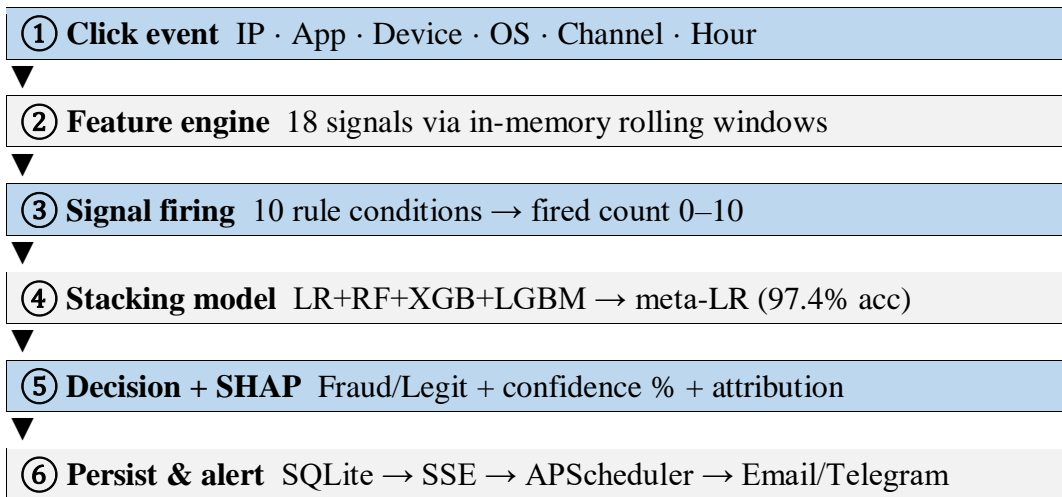 ① Click event IP · App · Device · OS · Channel · Hour
▼
② Feature engine 18 signals via in-memory rolling windows
▼
③ Signal firing 10 rule conditions → fired count 0–10
▼
④ Stacking model LR+RF+XGB+LGBM → meta-LR (97.4% acc)
▼
⑤ Decision + SHAP Fraud/Legit + confidence % + attribution
▼
⑥ Persist & alert SQLite → SSE → APScheduler → Email/Telegram